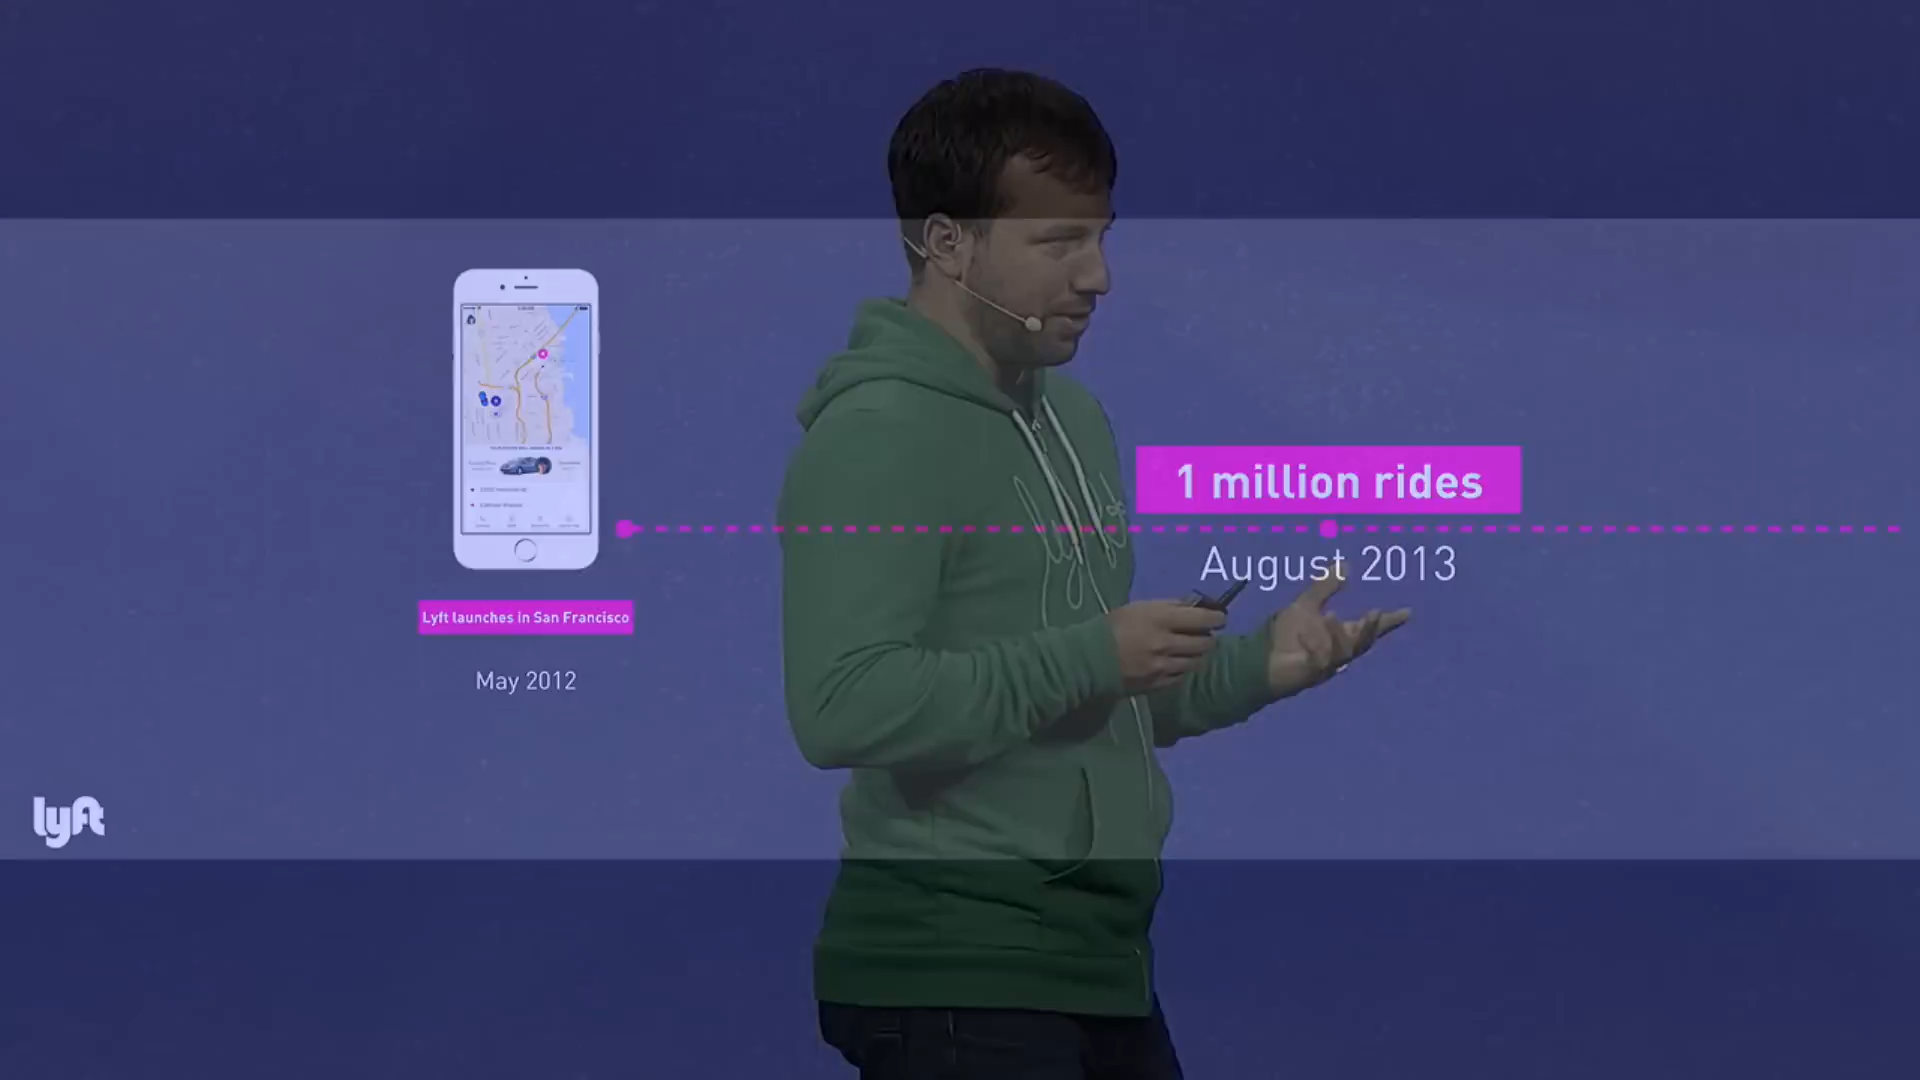 1 million rides
August 2013
Lyft launches in San Francisco
May 2012
lyft